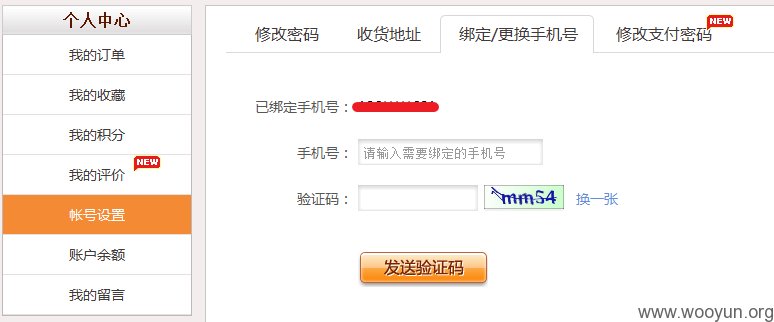 个人中心
我的订单
我的收藏
我的积分
我的评价 NEW
帐号设置
账户余额
我的留言
修改密码 收货地址 绑定/更换手机号 修改支付密码 NEW
已绑定手机号：
手机号： 请输入需要绑定的手机号
验证码： mm54 换一张
发送验证码
www.wooyun.org